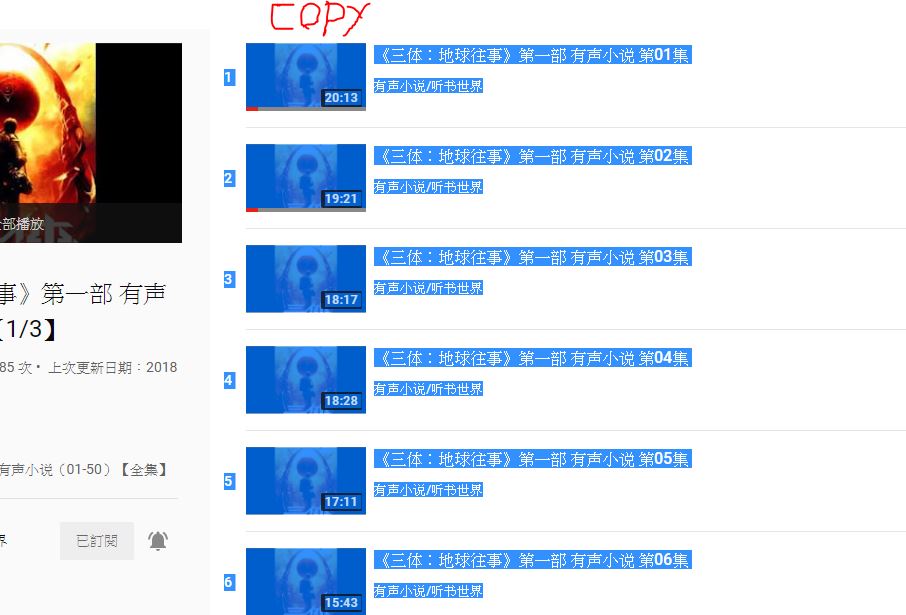 COPY
全部播放
事》第一部 有声
【1/3】
85 次・ 上次更新日期：2018
有声小说（01-50）【全集】
界
已訂閱
1
20:13
《三体：地球往事》第一部 有声小说 第01集
有声小说/听书世界
2
19:21
《三体：地球往事》第一部 有声小说 第02集
有声小说/听书世界
3
18:17
《三体：地球往事》第一部 有声小说 第03集
有声小说/听书世界
4
18:28
《三体：地球往事》第一部 有声小说 第04集
有声小说/听书世界
5
17:11
《三体：地球往事》第一部 有声小说 第05集
有声小说/听书世界
6
15:43
《三体：地球往事》第一部 有声小说 第06集
有声小说/听书世界